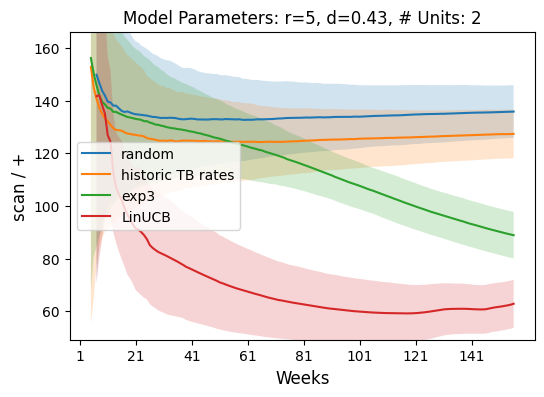 Model Parameters: r=5, d=0.43, # Units: 2
scan / +
160
140
120
100
80
60
random
historic TB rates
exp3
LinUCB
1 21 41 61 81 101 121 141
Weeks